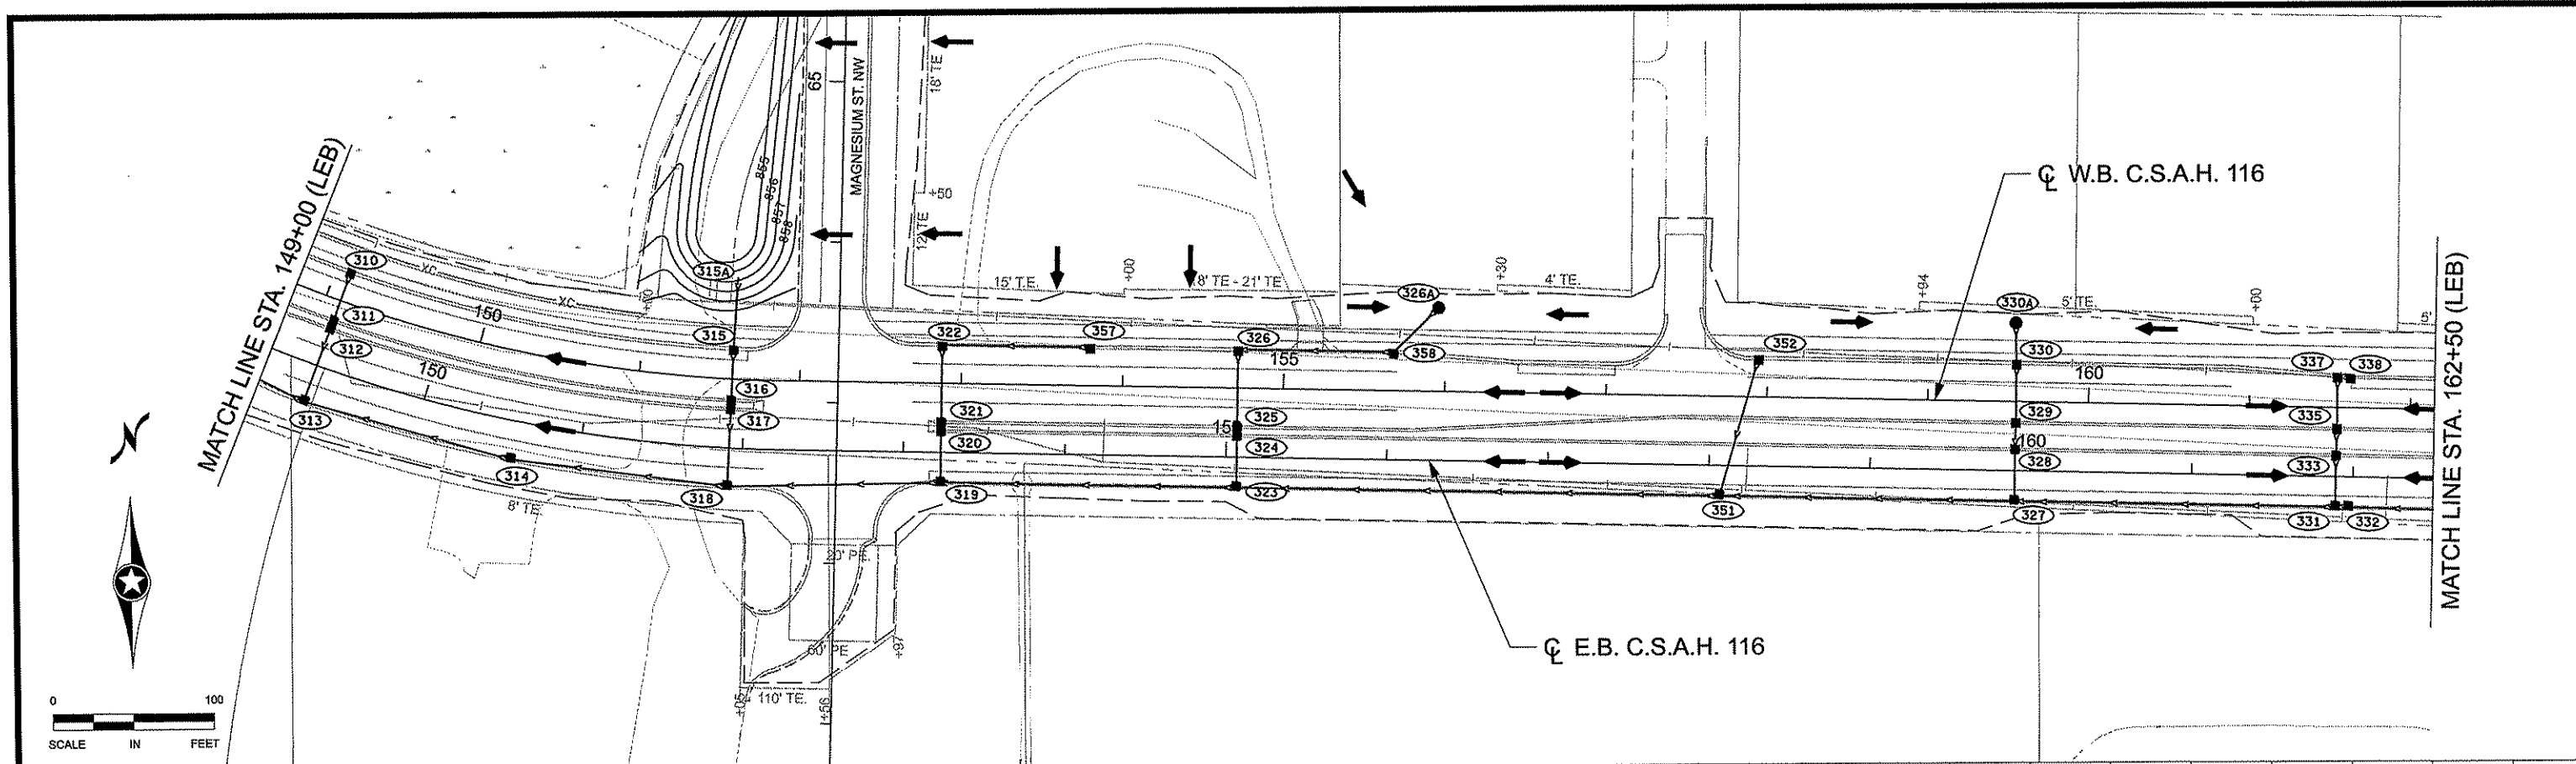 MATCH LINE STA. 149+00 (LEB)
MATCH LINE STA. 162+50 (LEB)
MAGNESIUM ST. NW
65
855
856
857
858
18' TE
+50
12' TE
15' T.E.
+00
18' TE - 21' TE
+30
4' TE.
+94
5' TE.
+00
5'
℄ W.B. C.S.A.H. 116
℄ E.B. C.S.A.H. 116
310
311
312
313
314
315A
315
316
317
318
319
320
321
322
357
326
325
324
323
326A
358
352
351
330A
330
329
328
327
337
338
335
333
331
332
150
150
155
15
160
160
XC
XC
8' TE.
20' PE.
60' PE
110' TE.
+05
1+56
+97
0
100
SCALE IN FEET
N